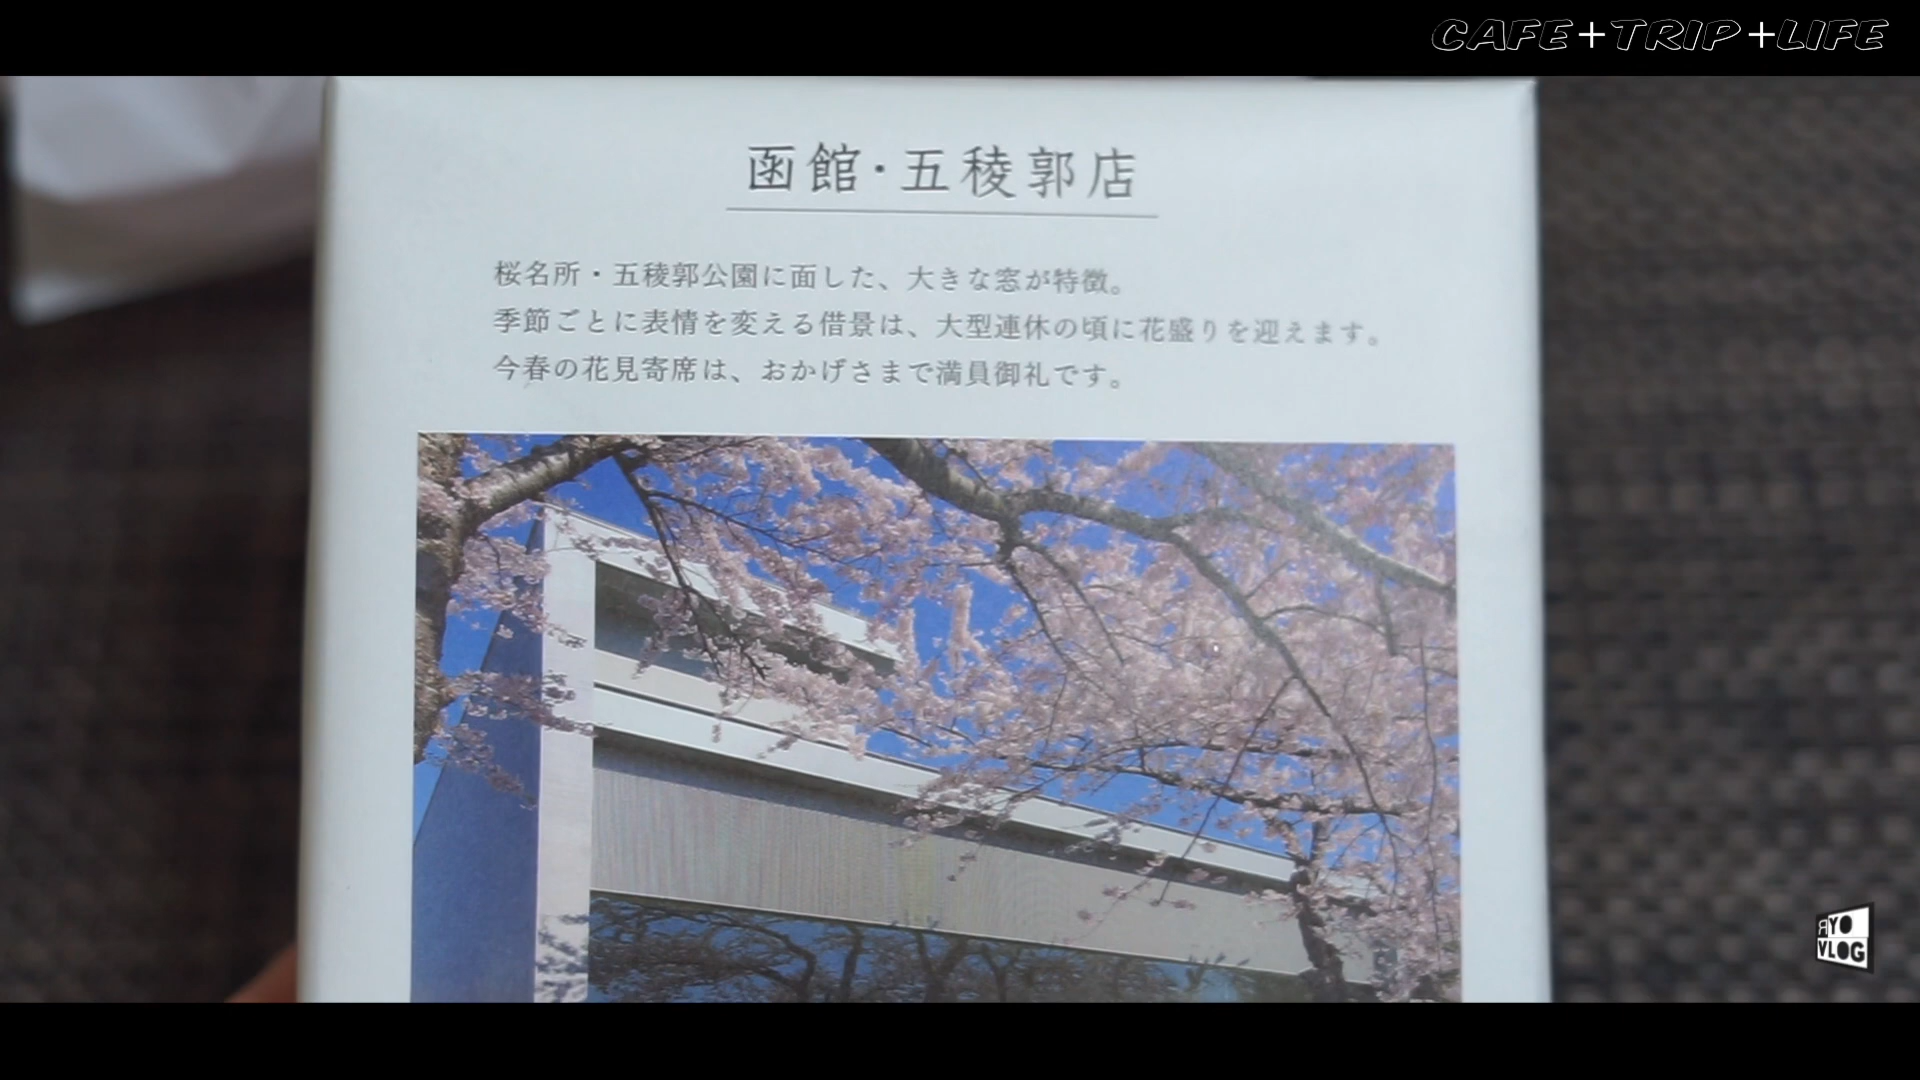 CAFE+TRIP+LIFE
函館・五稜郭店
桜名所・五稜郭公園に面した、大きな窓が特徴。
季節ごとに表情を変える借景は、大型連休の頃に花盛りを迎えます。
今春の花見寄席は、おかげさまで満員御礼です。
RYO
VLOG